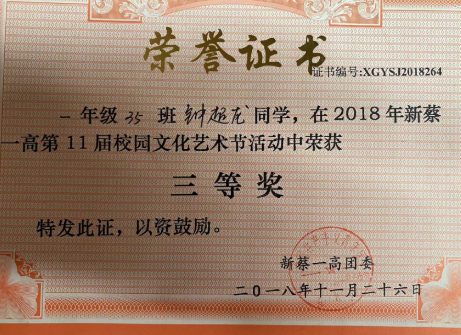 荣誉证书
证书编号:XGYSJ2018264
一年级 35 班 钟超龙同学，在2018年新蔡
一高第11届校园文化艺术节活动中荣获
三等奖
特发此证，以资鼓励。
新蔡一高团委
二〇一八年十一月二十六日